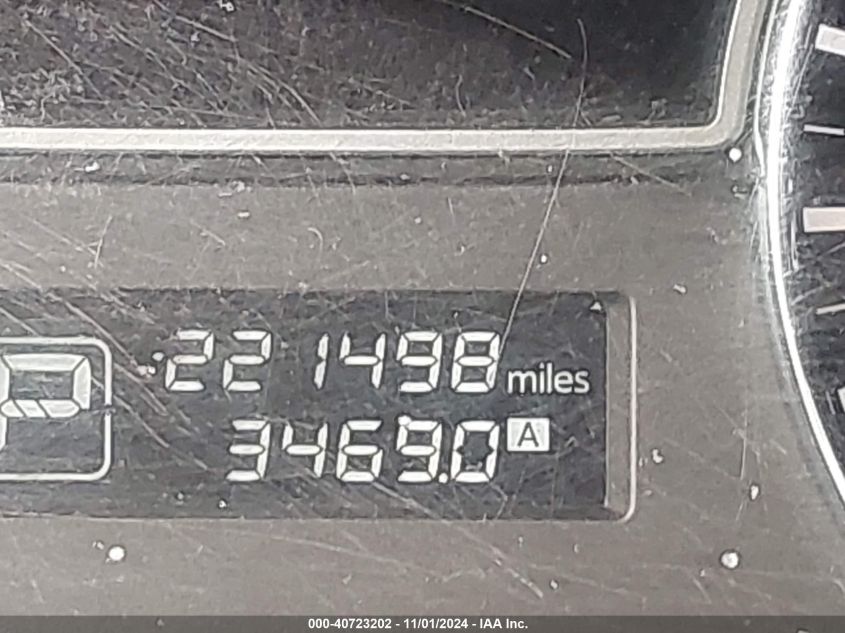 221498 miles
P 3469.0 A
000-40723202 - 11/01/2024 - IAA Inc.